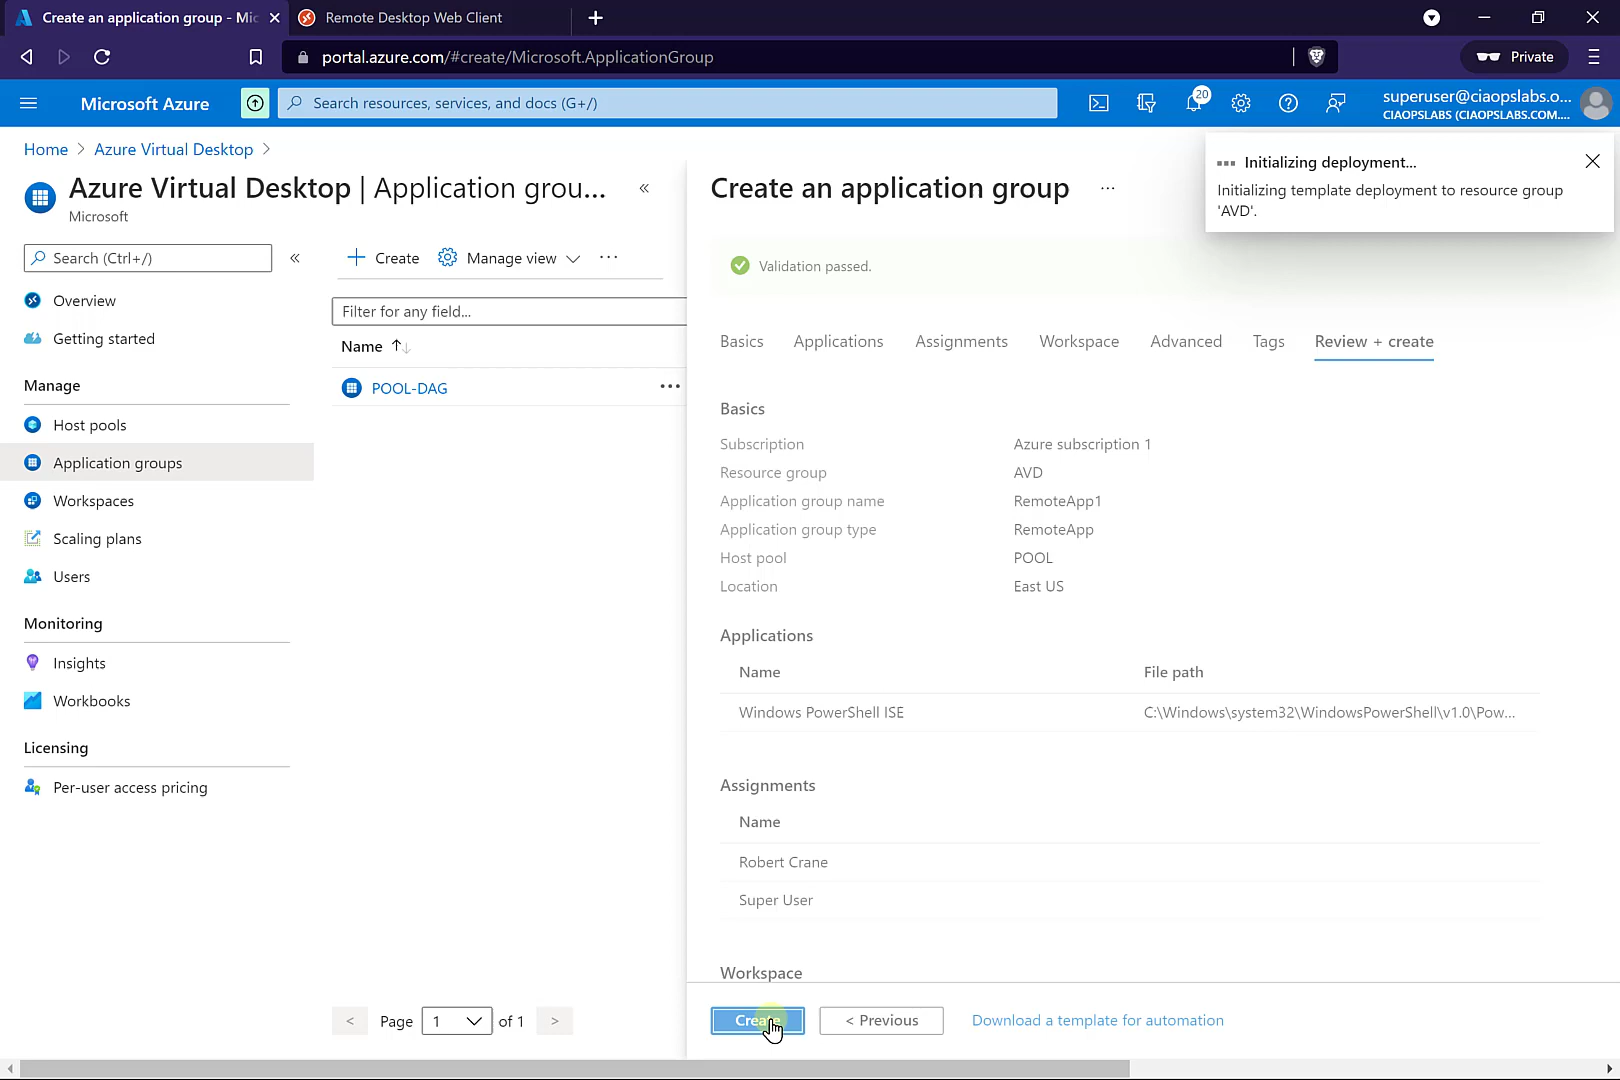 Create an application group - Mic
Remote Desktop Web Client
portal.azure.com/#create/Microsoft.ApplicationGroup
Private
Microsoft Azure
Search resources, services, and docs (G+/)
20
superuser@ciaopslabs.o...
CIAOPSLABS (CIAOPSLABS.COM....
Home > Azure Virtual Desktop >
Azure Virtual Desktop | Application grou...
Microsoft
Search (Ctrl+/)
Overview
Getting started
Manage
Host pools
Application groups
Workspaces
Scaling plans
Users
Monitoring
Insights
Workbooks
Licensing
Per-user access pricing
Create
Manage view
Filter for any field...
Name
POOL-DAG
< Page 1 of 1 >
Create an application group
Initializing deployment...
Initializing template deployment to resource group
'AVD'.
Validation passed.
Basics Applications Assignments Workspace Advanced Tags Review + create
Basics
Subscription Azure subscription 1
Resource group AVD
Application group name RemoteApp1
Application group type RemoteApp
Host pool POOL
Location East US
Applications
Name File path
Windows PowerShell ISE C:\Windows\system32\WindowsPowerShell\v1.0\Pow...
Assignments
Name
Robert Crane
Super User
Workspace
Create < Previous Download a template for automation